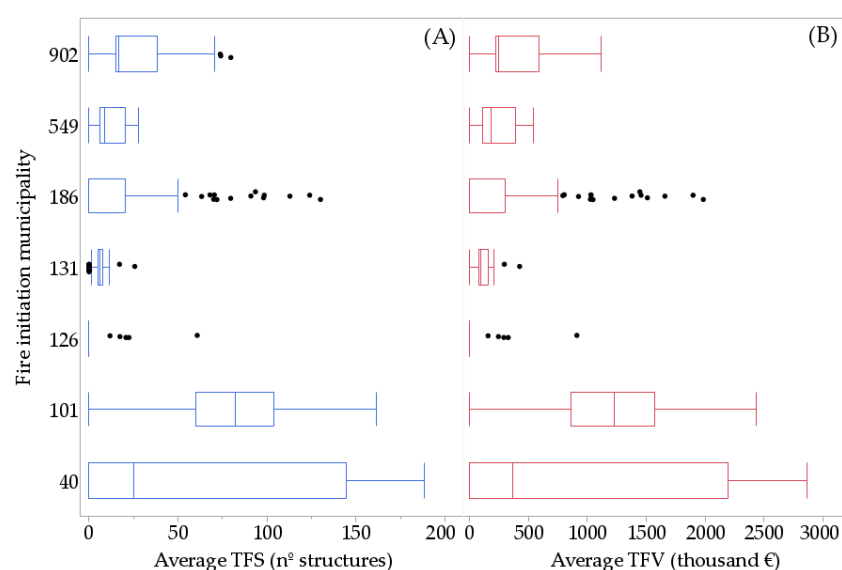 (A)
(B)
Fire initiation municipality
902
549
186
131
126
101
40
0 50 100 150 200
0 500 1000 1500 2000 2500 3000
Average TFS (nº structures)
Average TFV (thousand €)